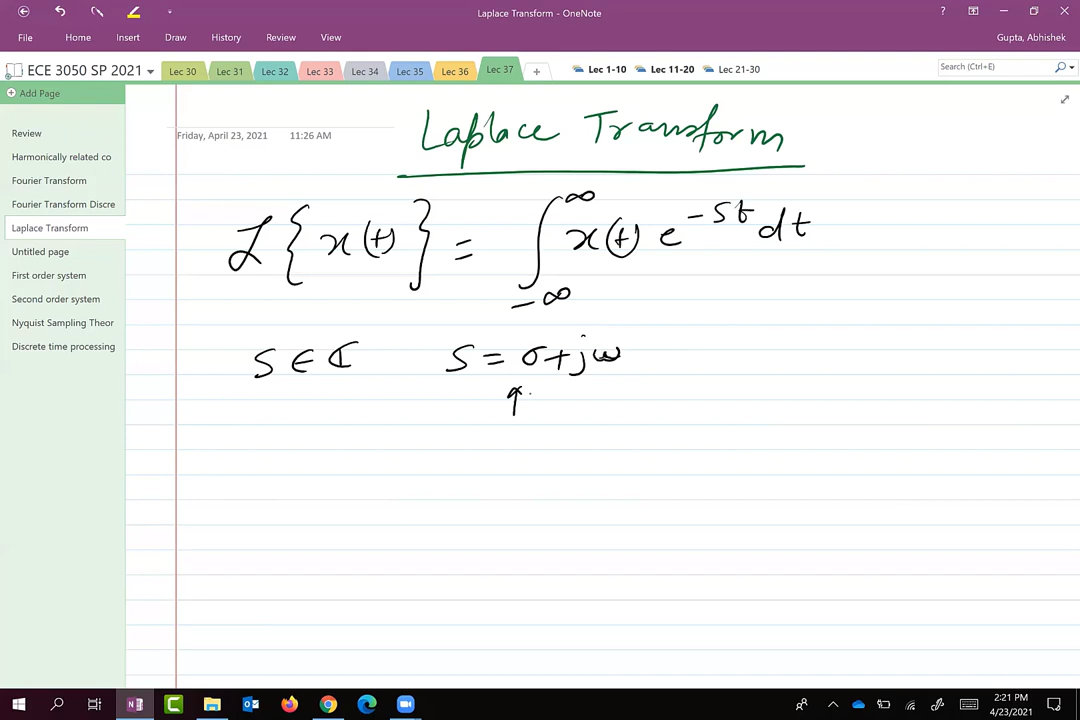 Laplace Transform - OneNote
?
File Home Insert Draw History Review View
Gupta, Abhishek
ECE 3050 SP 2021
Lec 30 Lec 31 Lec 32 Lec 33 Lec 34 Lec 35 Lec 36 Lec 37 + Lec 1-10 Lec 11-20 Lec 21-30
Search (Ctrl+E)
Add Page
Review
Harmonically related co
Fourier Transform
Fourier Transform Discre
Laplace Transform
Untitled page
First order system
Second order system
Nyquist Sampling Theor
Discrete time processing
Friday, April 23, 2021 11:26 AM
Laplace Transform
ℒ{x(t)} = ∫_{-∞}^{∞} x(t) e^{-st} dt
s ∈ ℂ s = σ + jω
↑
2:21 PM
4/23/2021